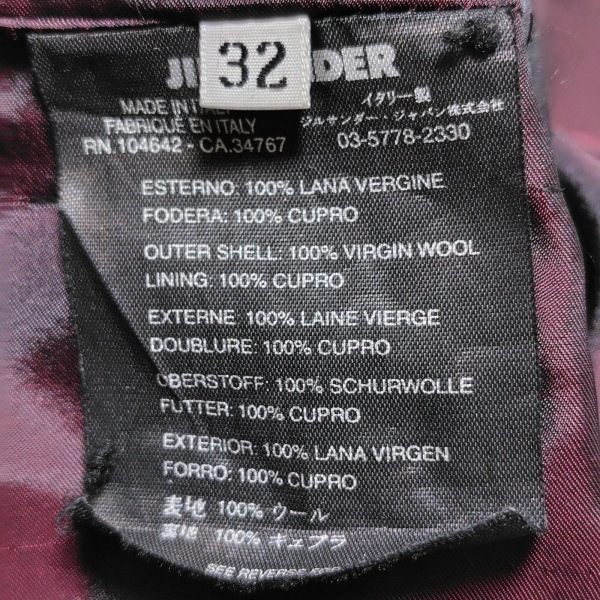 32
DER
MADE IN ITALY
FABRIQUÉ EN ITALY
RN 104642 - CA.34767
イタリー製
ジルサンダー・ジャパン株式会社
03-5778-2330
ESTERNO: 100% LANA VERGINE
FODERA: 100% CUPRO
OUTER SHELL: 100% VIRGIN WOOL
LINING: 100% CUPRO
EXTERNE: 100% LAINE VIERGE
DOUBLURE: 100% CUPRO
OBERSTOFF: 100% SCHURWOLLE
FUTTER: 100% CUPRO
EXTERIOR: 100% LANA VIRGEN
FORRO: 100% CUPRO
表地 100% ウール
裏地 100% キュプラ
SEE REVERSE